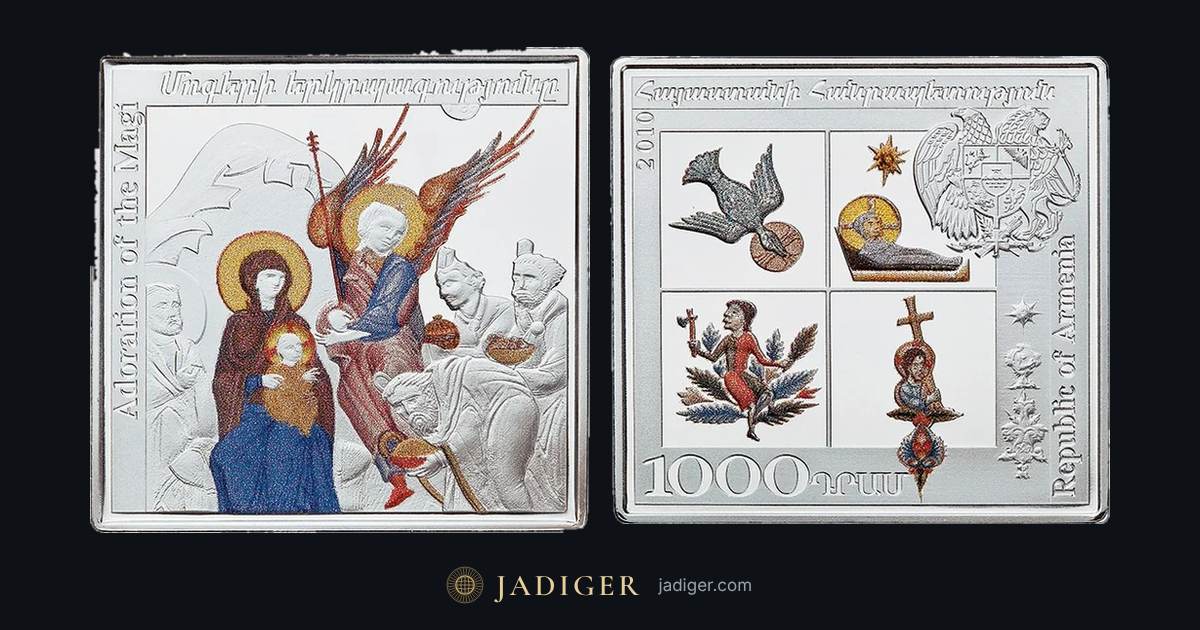 Մոգերի երկրպագությունը
Adoration of the Magi
Հայաստանի Հանրապետություն
2010
Republic of Armenia
1000 ԴՐԱՄ
JADIGER
jadiger.com